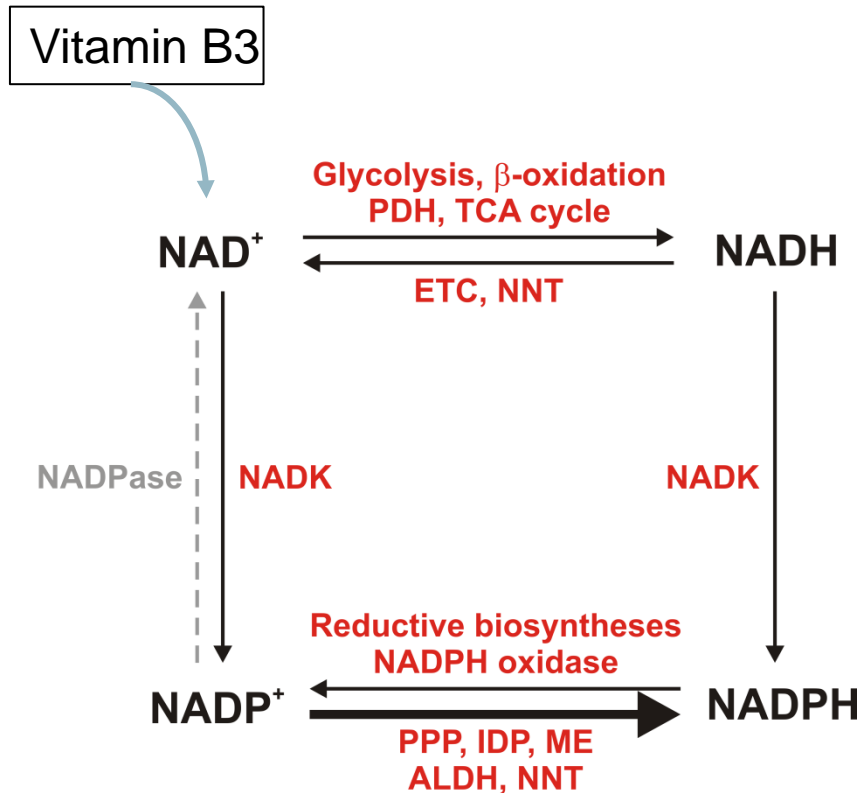 Vitamin B3
Glycolysis, β-oxidation
PDH, TCA cycle
NAD⁺
NADH
ETC, NNT
NADPase
NADK
NADK
Reductive biosyntheses
NADPH oxidase
NADP⁺
NADPH
PPP, IDP, ME
ALDH, NNT